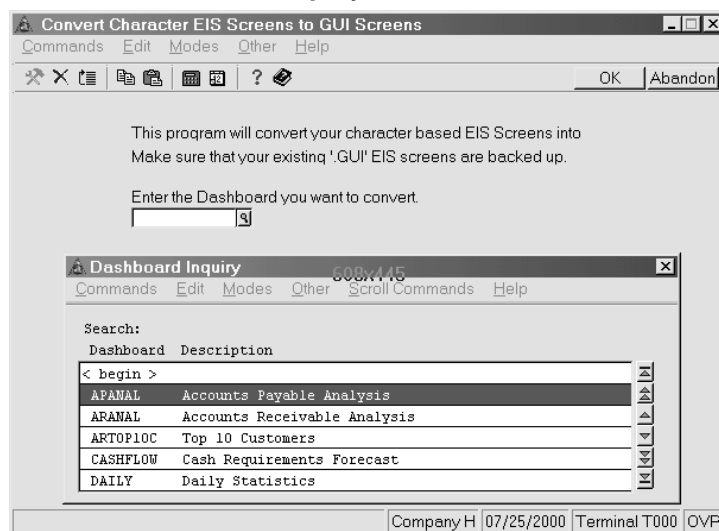 Convert Character EIS Screens to GUI Screens
Commands Edit Modes Other Help
? OK Abandon
This program will convert your character based EIS Screens into
Make sure that your existing '.GUI' EIS screens are backed up.
Enter the Dashboard you want to convert.
Dashboard Inquiry
608x445
Commands Edit Modes Other Scroll Commands Help
Search:
Dashboard Description
< begin >
APANAL Accounts Payable Analysis
ARANAL Accounts Receivable Analysis
ARTOP10C Top 10 Customers
CASHFLOW Cash Requirements Forecast
DAILY Daily Statistics
Company H 07/25/2000 Terminal T000 OVR